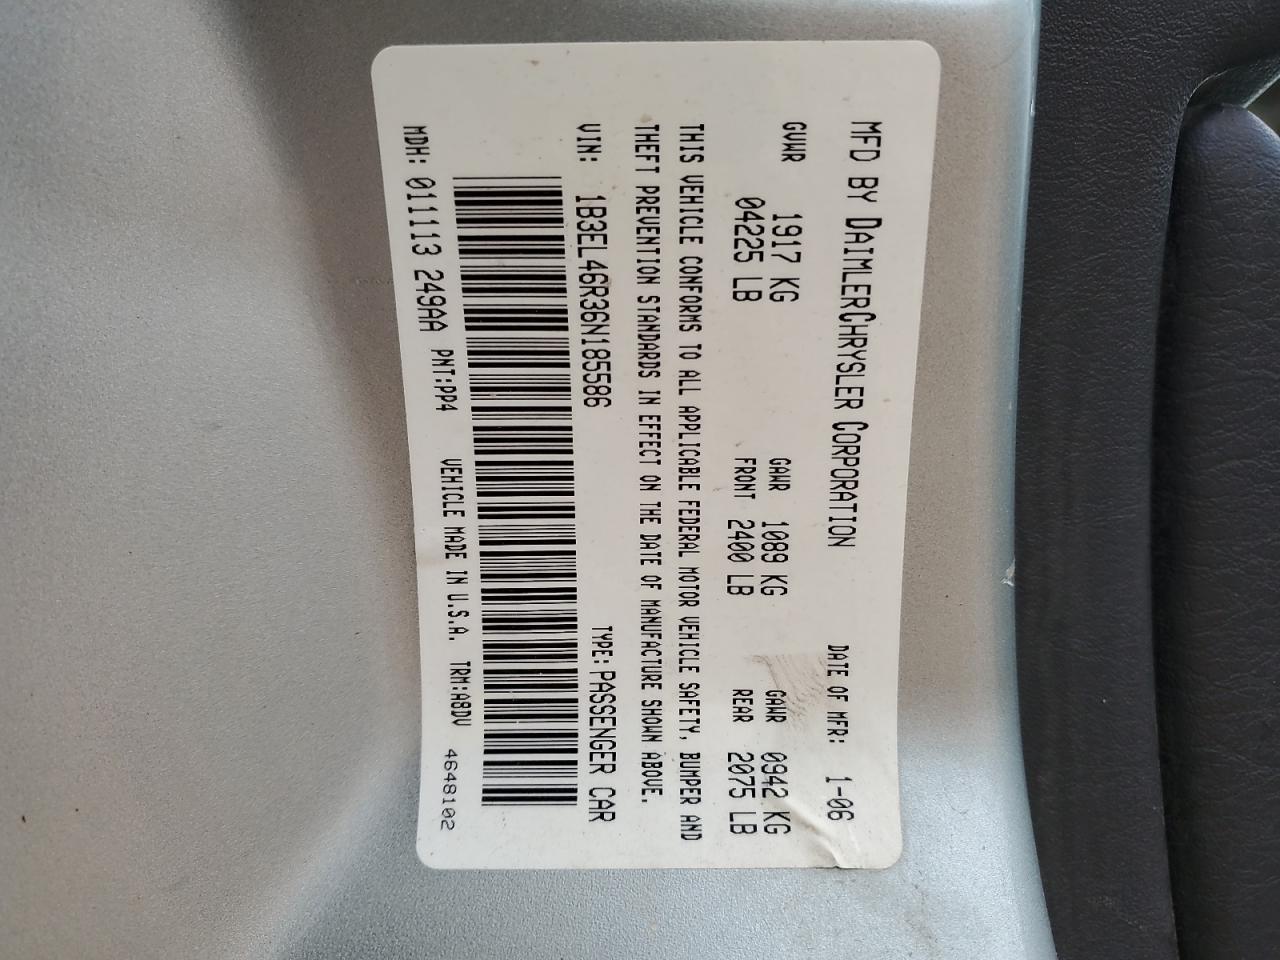 MFD BY DAIMLERCHRYSLER CORPORATION DATE OF MFR: 1-06
GVWR 1917 KG GAWR 1089 KG GAWR 0942 KG
04225 LB FRONT 2400 LB REAR 2075 LB
THIS VEHICLE CONFORMS TO ALL APPLICABLE FEDERAL MOTOR VEHICLE SAFETY, BUMPER AND
THEFT PREVENTION STANDARDS IN EFFECT ON THE DATE OF MANUFACTURE SHOWN ABOVE.
VIN: 1B3EL46R36N185586 TYPE: PASSENGER CAR
MDH: 011113 249AA PNT:PP4 VEHICLE MADE IN U.S.A. TRM:A8DV 4648102